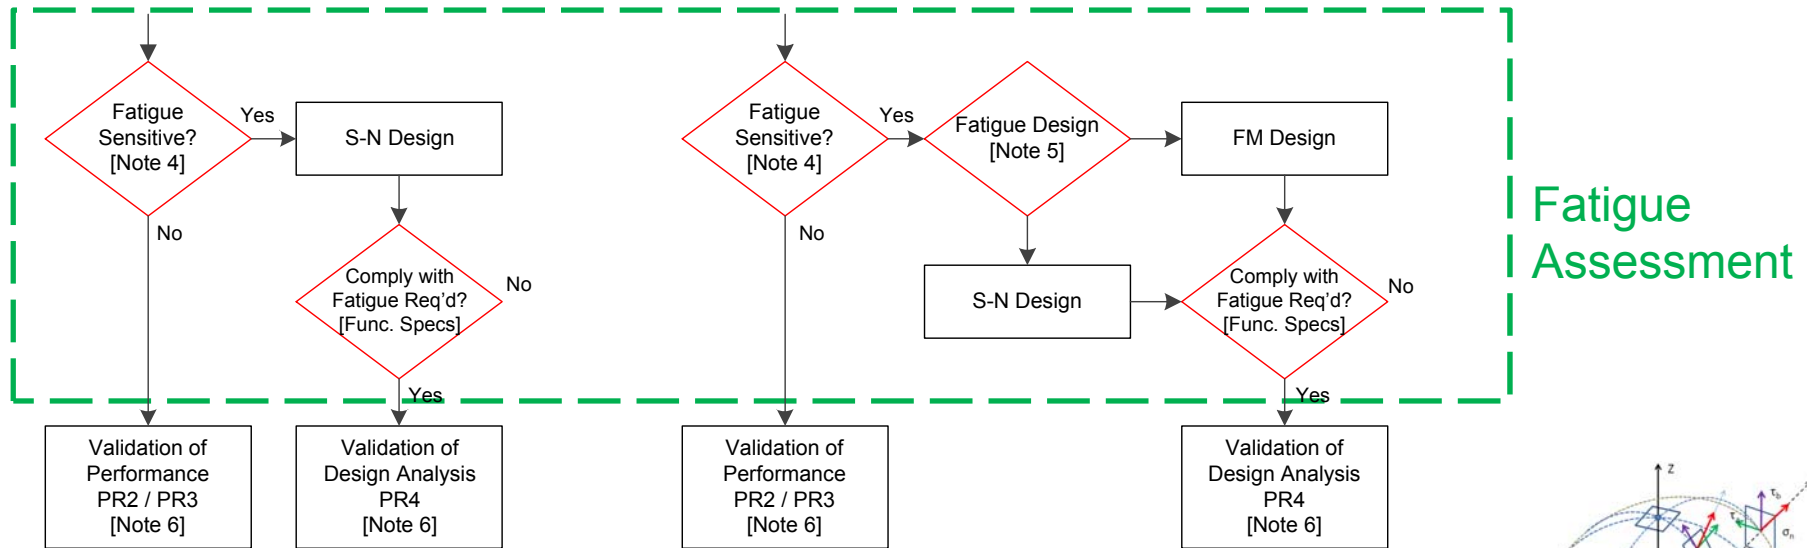 Fatigue
Sensitive?
[Note 4]
Yes
No
S-N Design
Comply with
Fatigue Req'd?
[Func. Specs]
No
Yes
Validation of
Performance
PR2 / PR3
[Note 6]
Validation of
Design Analysis
PR4
[Note 6]
Fatigue
Sensitive?
[Note 4]
Yes
No
Fatigue Design
[Note 5]
FM Design
S-N Design
Comply with
Fatigue Req'd?
[Func. Specs]
No
Yes
Validation of
Performance
PR2 / PR3
[Note 6]
Validation of
Design Analysis
PR4
[Note 6]
Fatigue
Assessment
Z
τb
σn